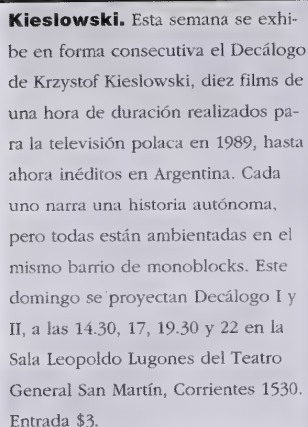 Kieslowski. Esta semana se exhi-
be en forma consecutiva el Decálogo
de Krzystof Kieslowski, diez films de
una hora de duración realizados pa-
ra la televisión polaca en 1989, hasta
ahora inéditos en Argentina. Cada
uno narra una historia autónoma,
pero todas están ambientadas en el
mismo barrio de monoblocks. Este
domingo se proyectan Decálogo I y
II, a las 14.30, 17, 19.30 y 22 en la
Sala Leopoldo Lugones del Teatro
General San Martín, Corrientes 1530.
Entrada $3.